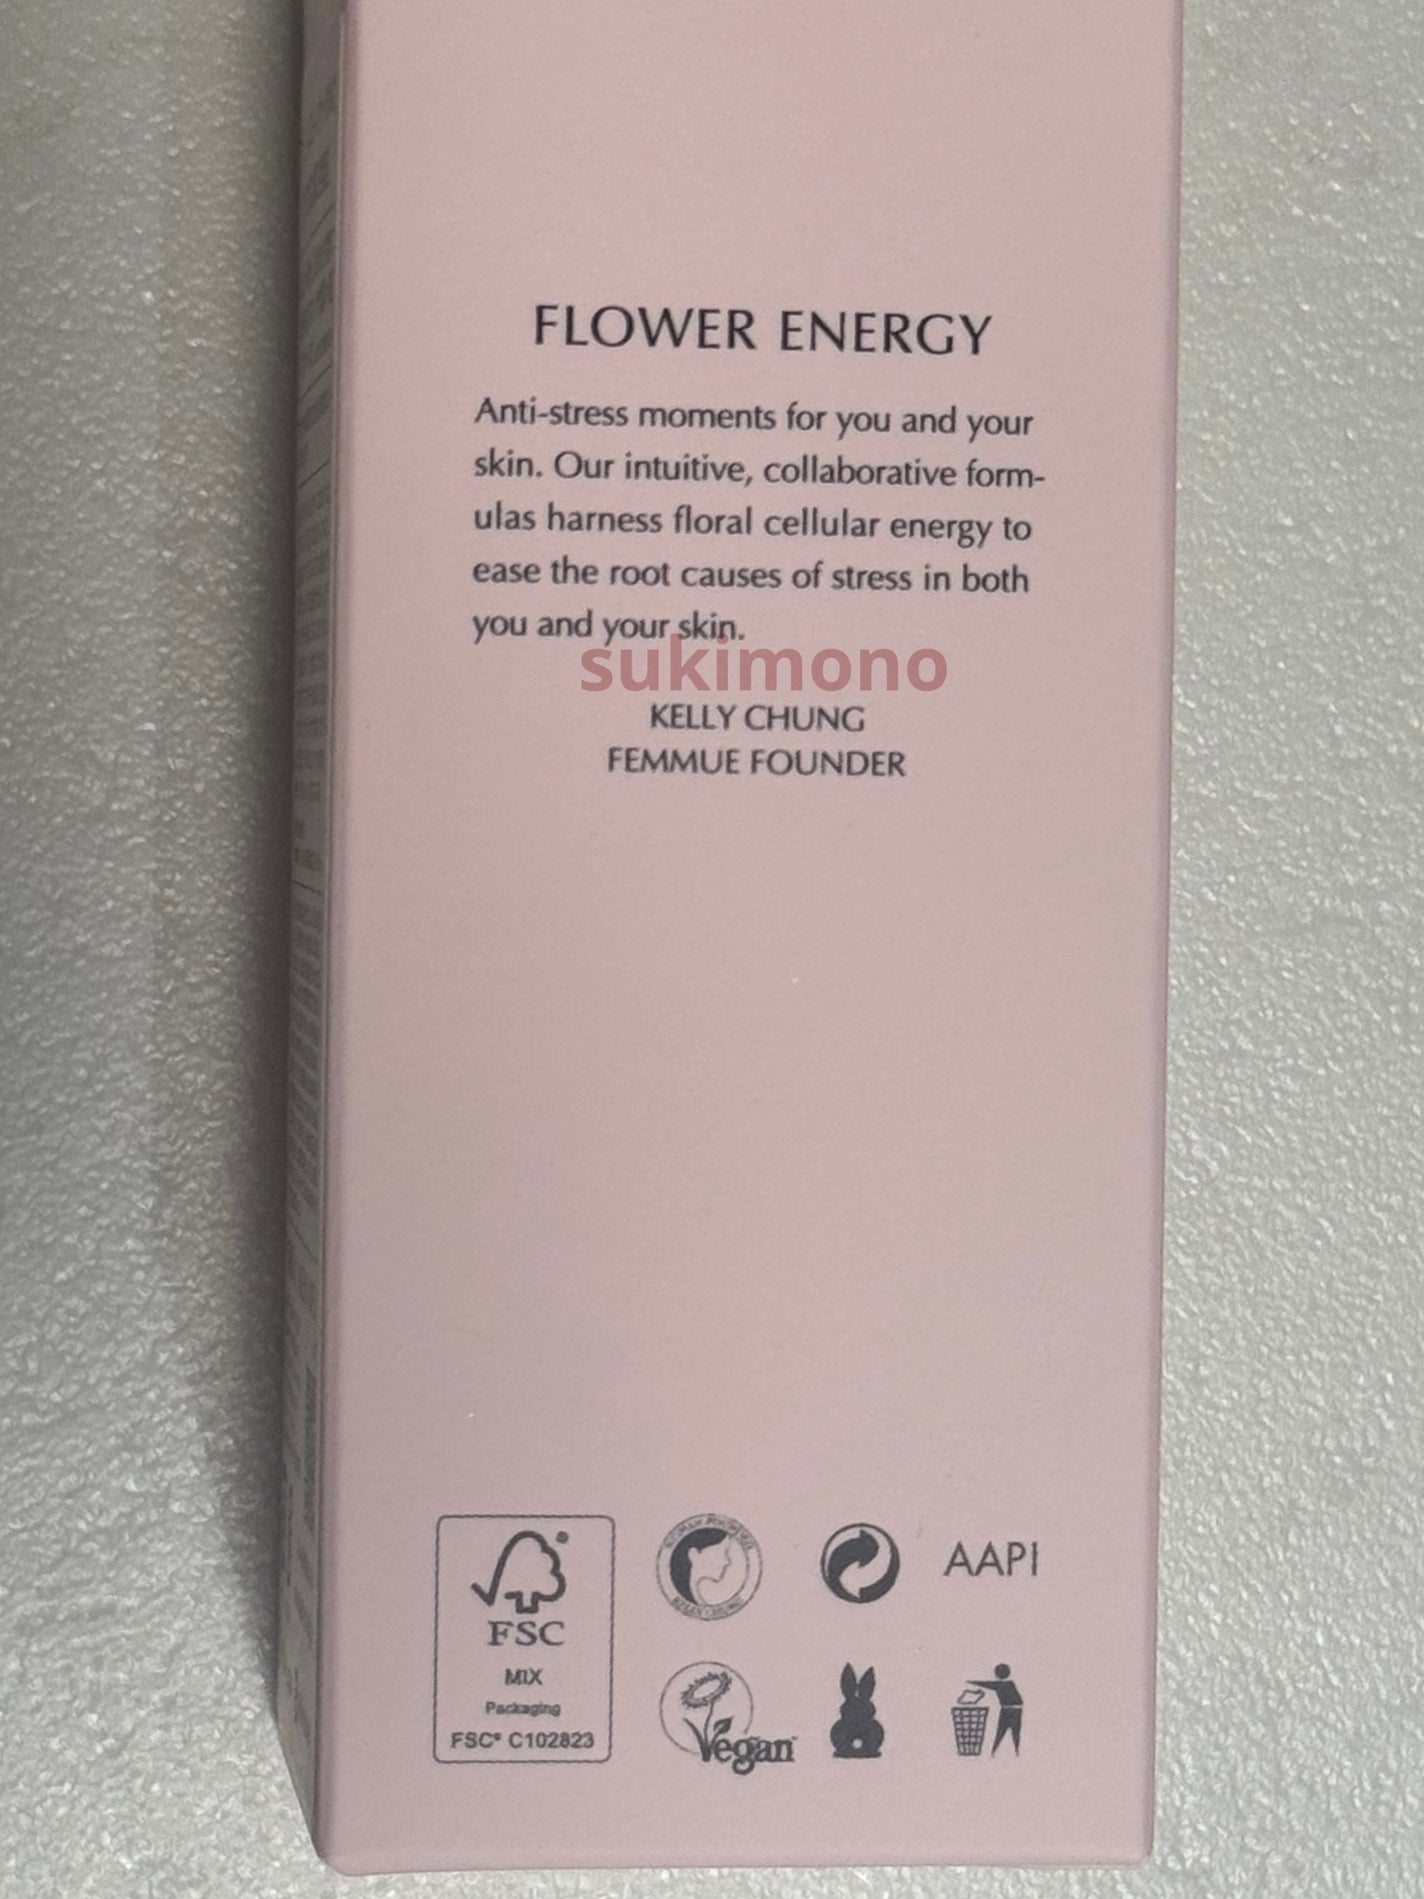 FLOWER ENERGY
Anti-stress moments for you and your
skin. Our intuitive, collaborative form-
ulas harness floral cellular energy to
ease the root causes of stress in both
you and your skin.
sukimono
KELLY CHUNG
FEMMUE FOUNDER
AAPI
FSC
MIX
Packaging
FSC® C102823
Vegan